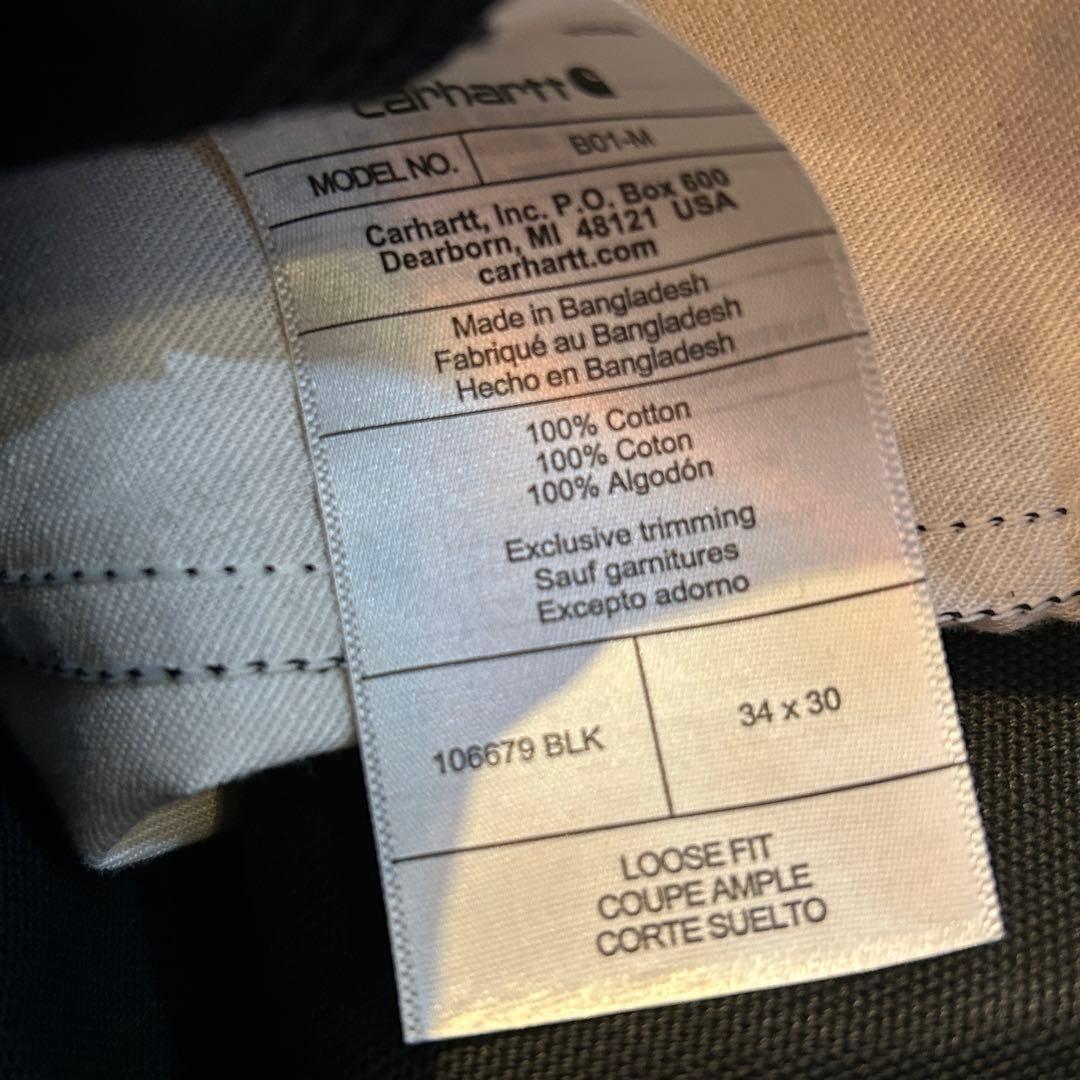 carhartt
MODEL NO. B01-M
Carhartt, Inc. P.O. Box 600
Dearborn, MI 48121 USA
carhartt.com
Made in Bangladesh
Fabriqué au Bangladesh
Hecho en Bangladesh
100% Cotton
100% Coton
100% Algodón
Exclusive trimming
Sauf garnitures
Excepto adorno
106679 BLK 34 x 30
LOOSE FIT
COUPE AMPLE
CORTE SUELTO